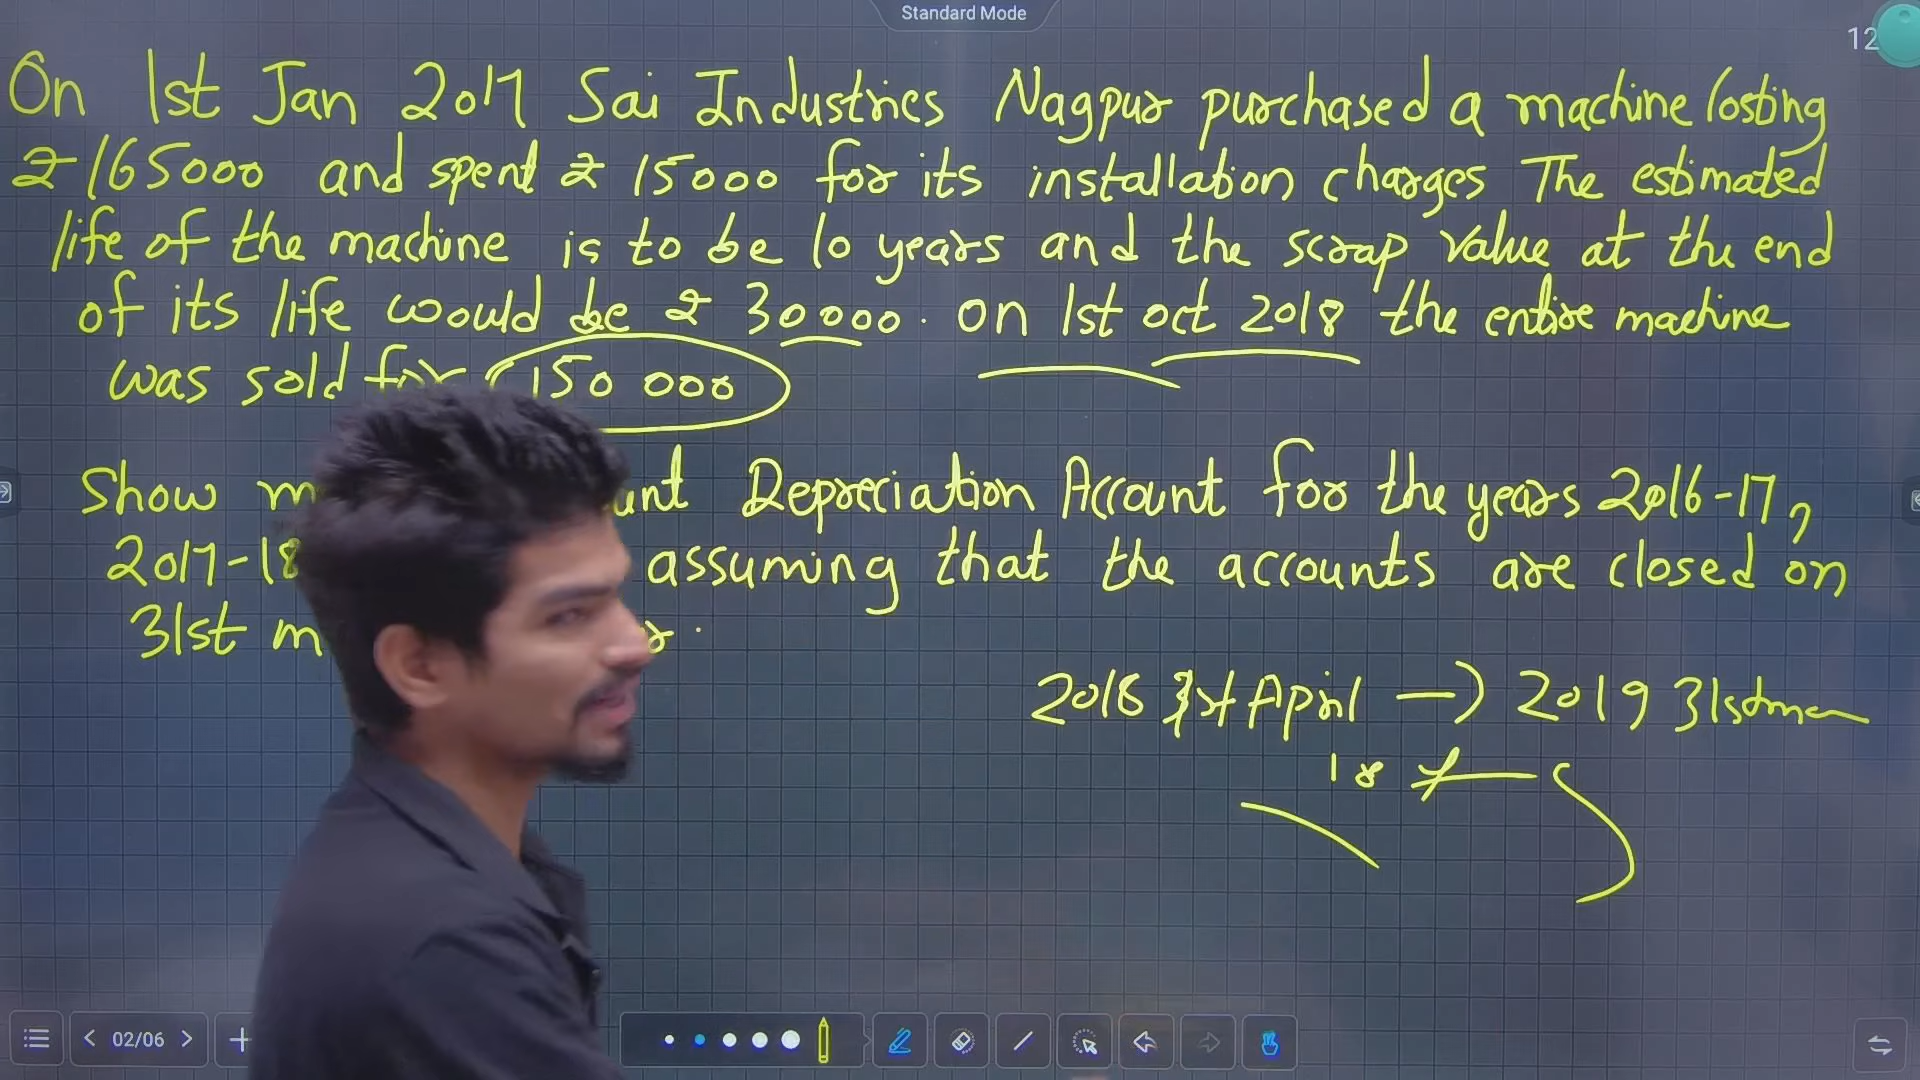 Standard Mode
12
On 1st Jan 2017 Sai Industries Nagpur purchased a machine costing
₹ 165000 and spent ₹ 15000 for its installation charges The estimated
life of the machine is to be 10 years and the scrap value at the end
of its life would be ₹ 30000. on 1st oct 2018 the entire machine
was sold for 150 000
Show Depreciation Account for the years 2016-17,
2017-18 assuming that the accounts are closed on
31st
2018 1st April → 2019 31st
02/06